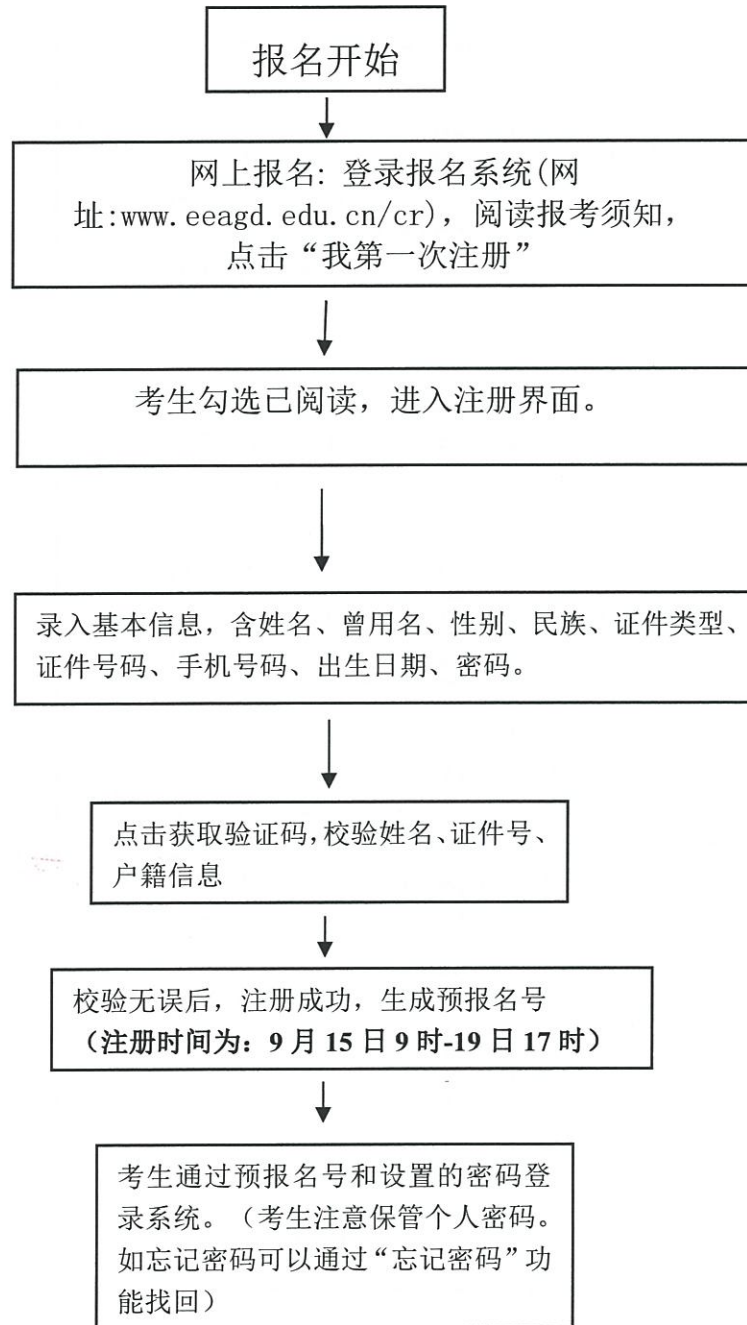 报名开始
网上报名: 登录报名系统(网
址:www.eeagd.edu.cn/cr), 阅读报考须知,
点击“我第一次注册”
考生勾选已阅读, 进入注册界面。
录入基本信息, 含姓名、曾用名、性别、民族、证件类型、
证件号码、手机号码、出生日期、密码。
点击获取验证码,校验姓名、证件号、
户籍信息
校验无误后, 注册成功, 生成预报名号
(注册时间为: 9 月 15 日 9 时-19 日 17 时)
考生通过预报名号和设置的密码登
录系统。(考生注意保管个人密码。
如忘记密码可以通过“忘记密码”功
能找回)